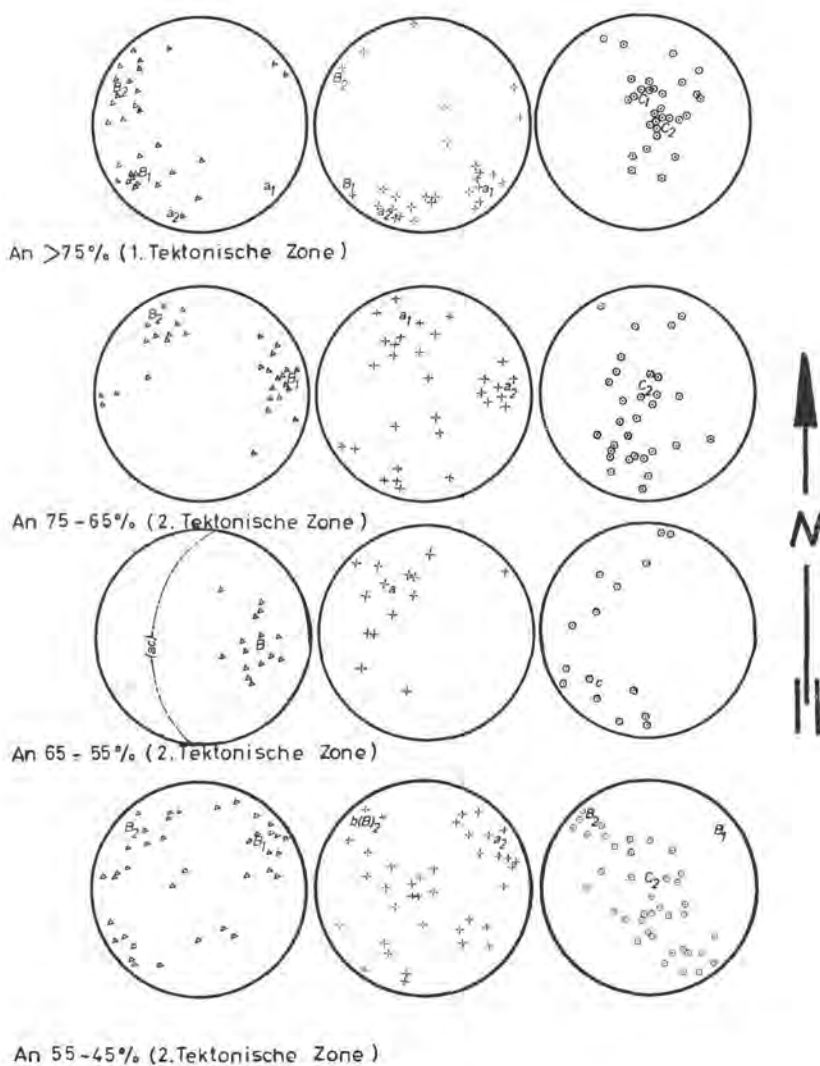 B₂ B₁ a₁ a₂
B₂ B₁ a₁ a₂
C₁ C₂
An >75% (1. Tektonische Zone)
B₂ B₁
a₁ a₂
C₂
An 75-65% (2. Tektonische Zone)
(ac) B
a
c
An 65-55% (2. Tektonische Zone)
B₂ B₁
b(B)₂ a₂
B₂ B₁ C₂
An 55-45% (2. Tektonische Zone)
N